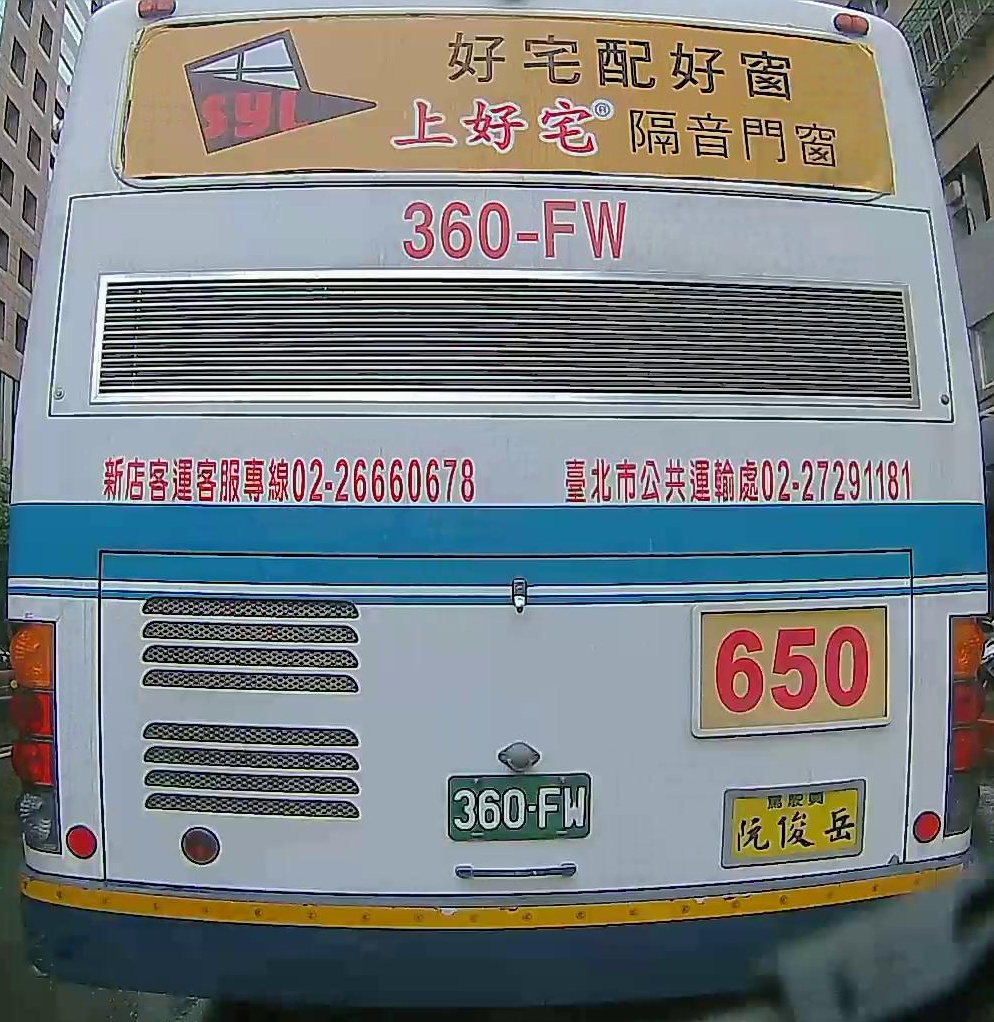 好宅配好窗
SYL
上好宅® 隔音門窗
360-FW
新店客運客服專線02-26660678
臺北市公共運輸處02-27291181
650
360-FW
駕駛員
阮俊岳